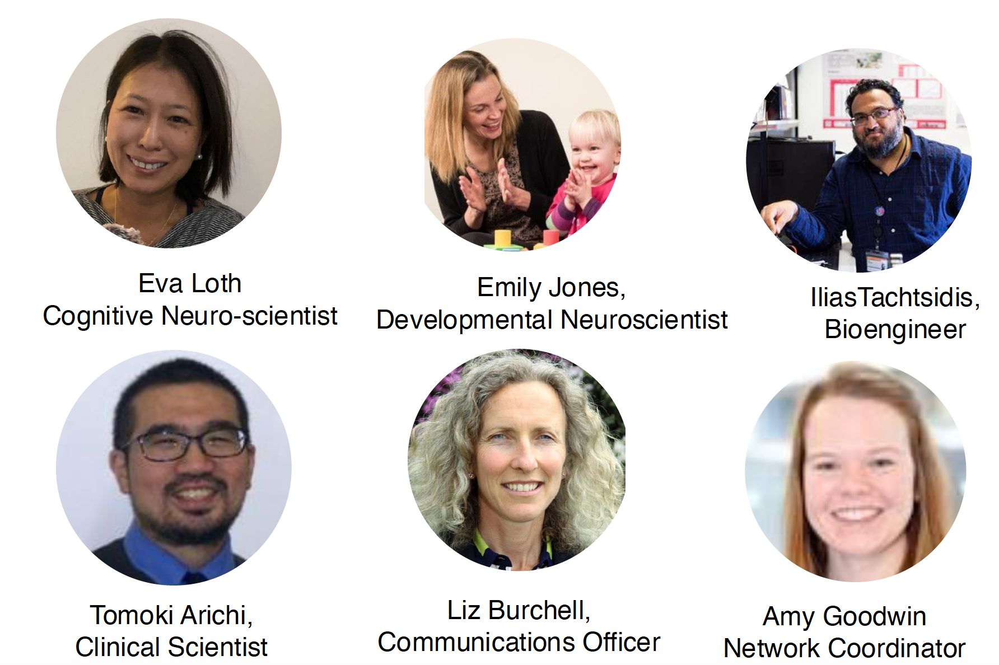 Eva Loth
Cognitive Neuro-scientist
Emily Jones,
Developmental Neuroscientist
IliasTachtsidis,
Bioengineer
Tomoki Arichi,
Clinical Scientist
Liz Burchell,
Communications Officer
Amy Goodwin
Network Coordinator